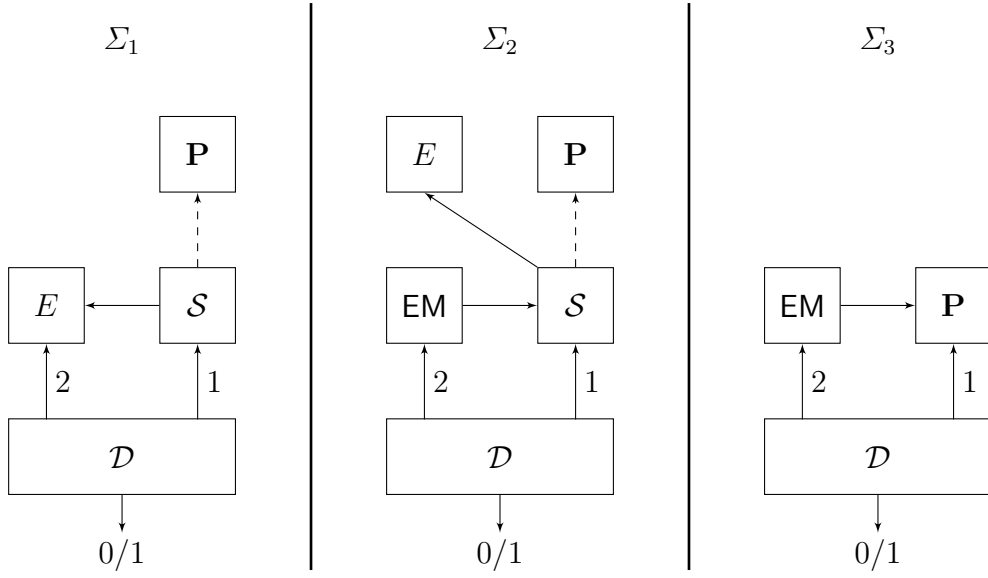 Σ₁ Σ₂ Σ₃
P E P
E S EM S EM P
2 1 2 1 2 1
D D D
0/1 0/1 0/1